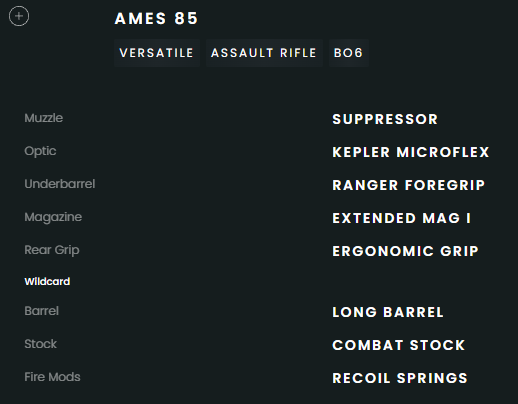 AMES 85
VERSATILE ASSAULT RIFLE BO6
Muzzle SUPPRESSOR
Optic KEPLER MICROFLEX
Underbarrel RANGER FOREGRIP
Magazine EXTENDED MAG I
Rear Grip ERGONOMIC GRIP
Wildcard
Barrel LONG BARREL
Stock COMBAT STOCK
Fire Mods RECOIL SPRINGS